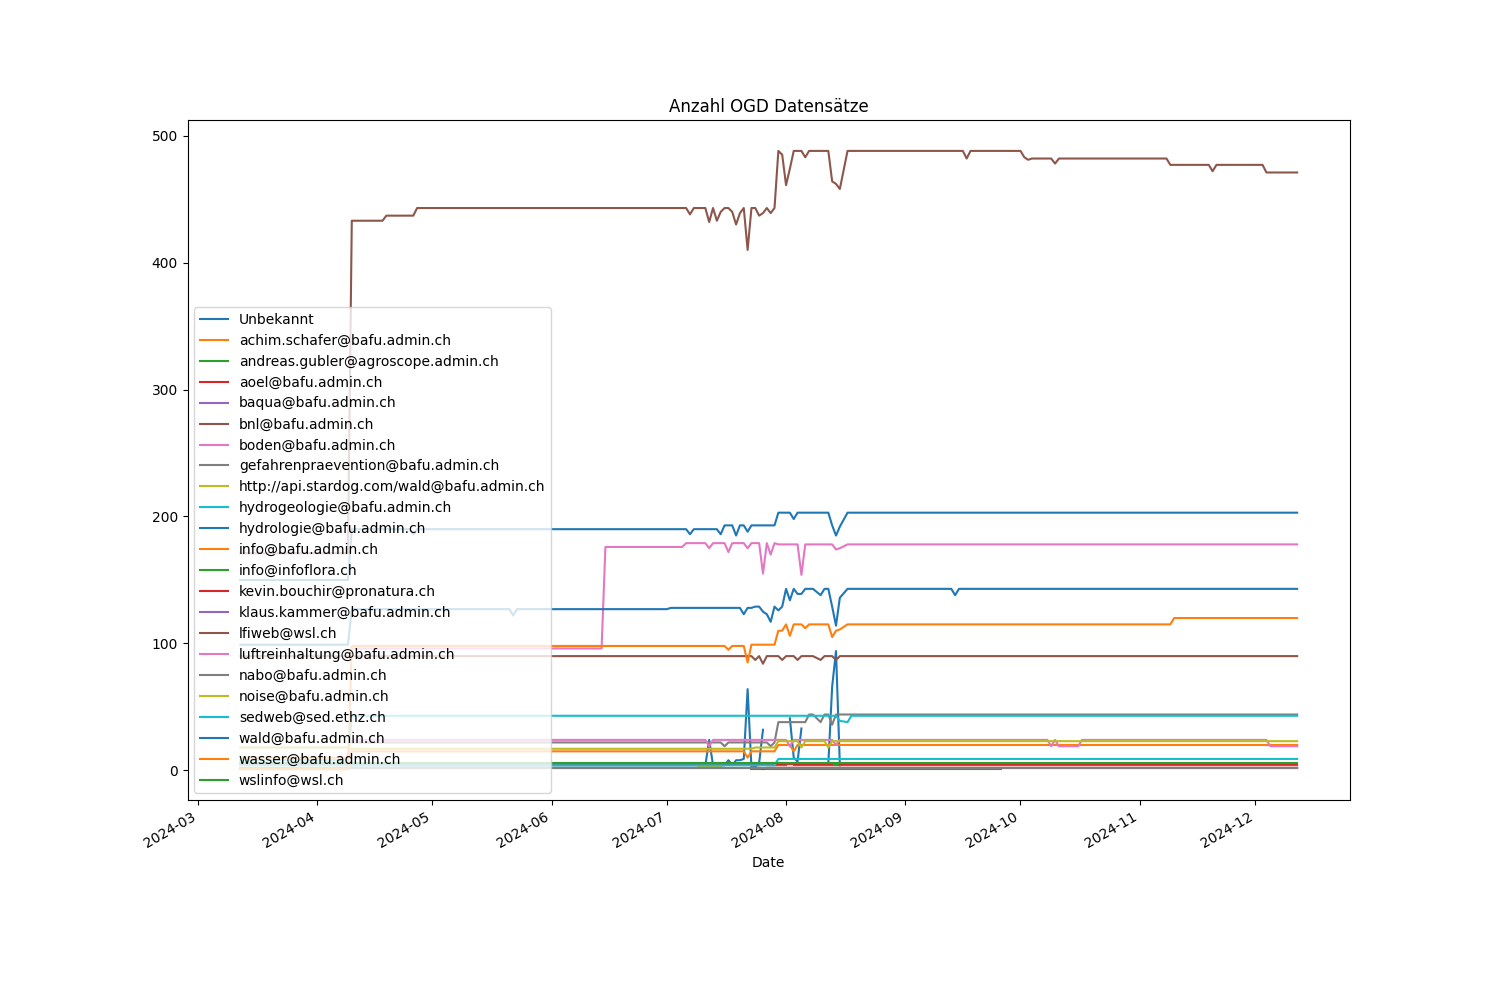 Anzahl OGD Datensätze
500
400
300
200
100
0
Unbekannt
achim.schafer@bafu.admin.ch
andreas.gubler@agroscope.admin.ch
aoel@bafu.admin.ch
baqua@bafu.admin.ch
bnl@bafu.admin.ch
boden@bafu.admin.ch
gefahrenpraevention@bafu.admin.ch
http://api.stardog.com/wald@bafu.admin.ch
hydrogeologie@bafu.admin.ch
hydrologie@bafu.admin.ch
info@bafu.admin.ch
info@infoflora.ch
kevin.bouchir@pronatura.ch
klaus.kammer@bafu.admin.ch
lfiweb@wsl.ch
luftreinhaltung@bafu.admin.ch
nabo@bafu.admin.ch
noise@bafu.admin.ch
sedweb@sed.ethz.ch
wald@bafu.admin.ch
wasser@bafu.admin.ch
wslinfo@wsl.ch
2024-03 2024-04 2024-05 2024-06 2024-07 2024-08 2024-09 2024-10 2024-11 2024-12
Date